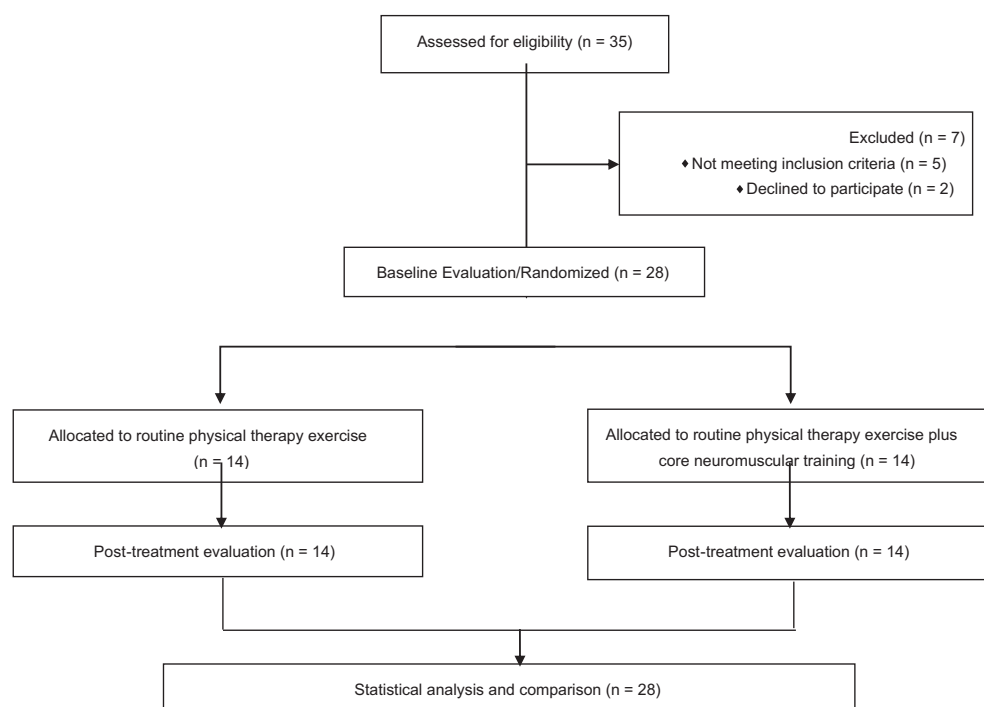 Assessed for eligibility (n = 35)
Excluded (n = 7)
♦Not meeting inclusion criteria (n = 5)
♦Declined to participate (n = 2)
Baseline Evaluation/Randomized (n = 28)
Allocated to routine physical therapy exercise
(n = 14)
Allocated to routine physical therapy exercise plus
core neuromuscular training (n = 14)
Post-treatment evaluation (n = 14)
Post-treatment evaluation (n = 14)
Statistical analysis and comparison (n = 28)